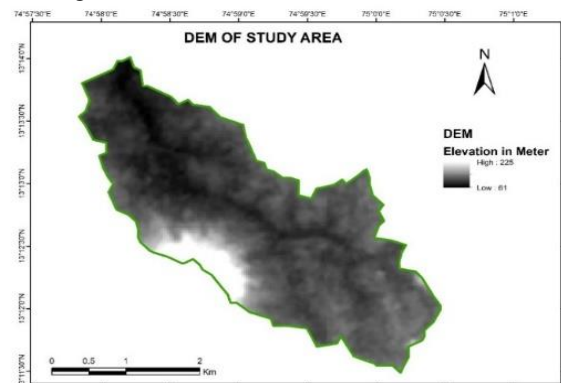 74°57'30"E 74°58'0"E 74°58'30"E 74°59'0"E 74°59'30"E 75°0'0"E 75°0'30"E 75°1'0"E
DEM OF STUDY AREA
N
13°14'0"N
13°13'30"N
13°13'0"N
13°12'30"N
13°12'0"N
13°11'30"N
DEM
Elevation in Meter
High : 225
Low : 61
0 0.5 1 2
Km